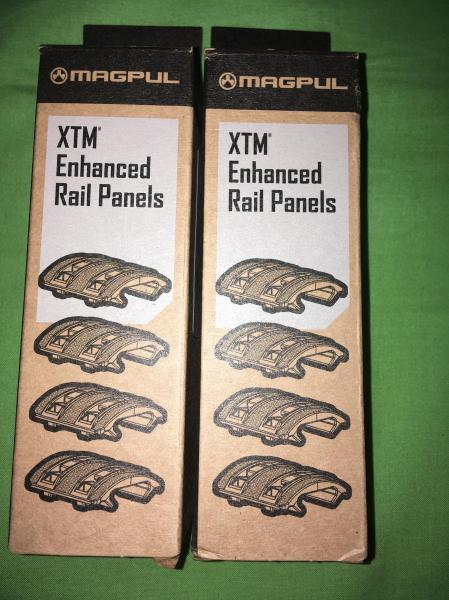 MAGPUL
XTM®
Enhanced
Rail Panels
MAGPUL
XTM®
Enhanced
Rail Panels